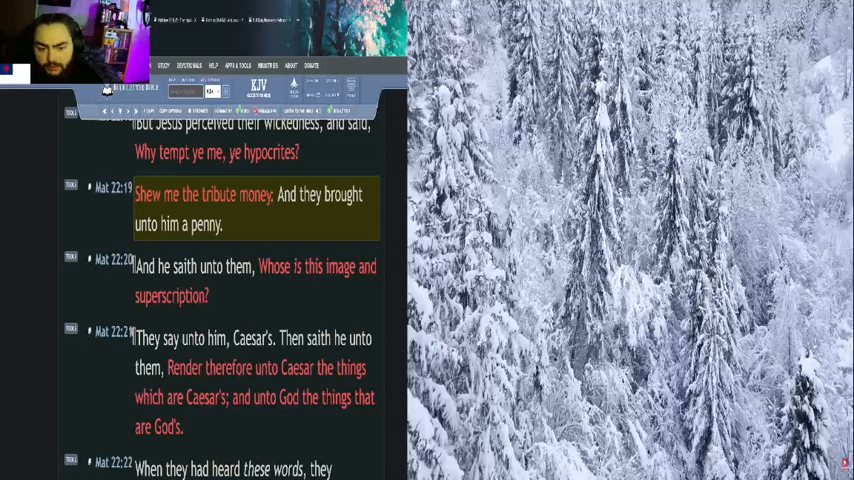 STUDY DEVOTIONALS HELP APPS & TOOLS MINISTRIES ABOUT DONATE
KJV
COPY COPY OPTIONS
But Jesus perceived their wickedness, and said,
Why tempt ye me, ye hypocrites?
TOOLS Mat 22:19 Shew me the tribute money. And they brought
unto him a penny.
TOOLS Mat 22:20 And he saith unto them, Whose is this image and
superscription?
TOOLS Mat 22:21 They say unto him, Caesar's. Then saith he unto
them, Render therefore unto Caesar the things
which are Caesar's; and unto God the things that
are God's.
TOOLS Mat 22:22 When they had heard these words, they